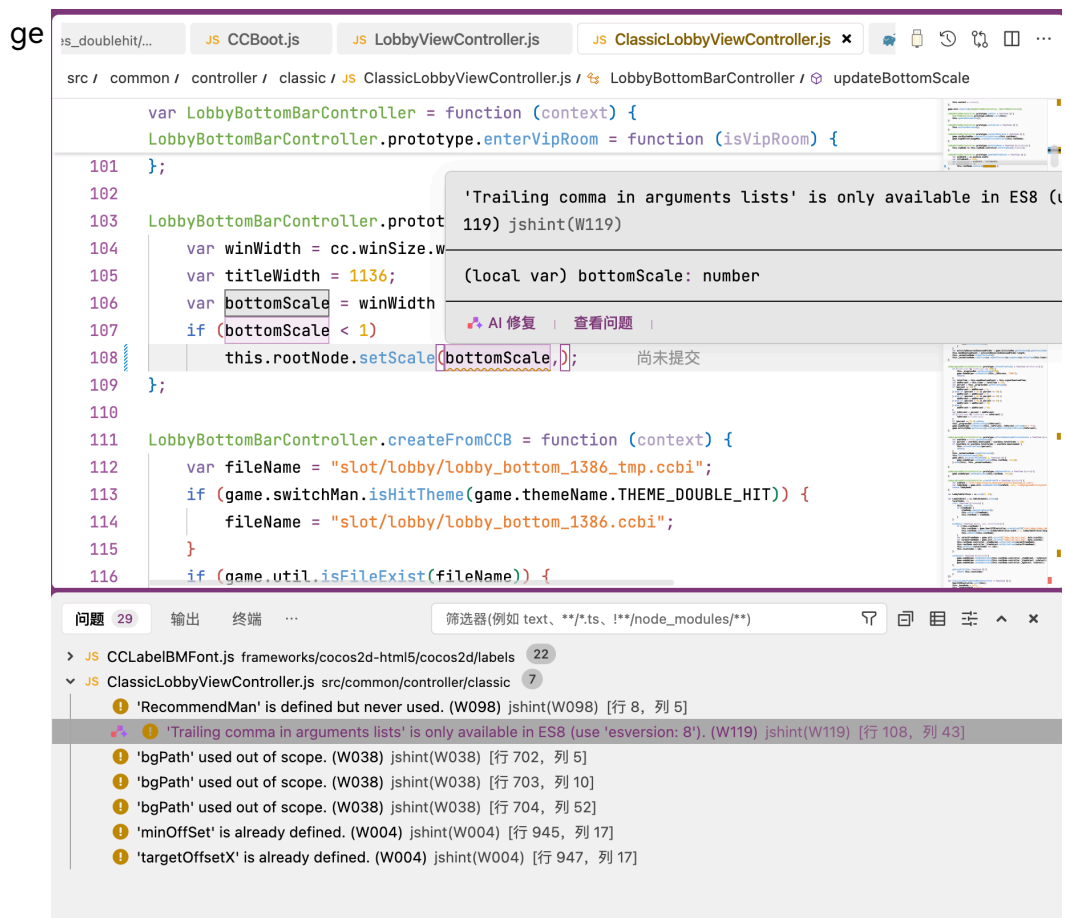 ge
es_doublehit/... JS CCBoot.js JS LobbyViewController.js JS ClassicLobbyViewController.js ×
src / common / controller / classic / JS ClassicLobbyViewController.js / LobbyBottomBarController / updateBottomScale
var LobbyBottomBarController = function (context) {
LobbyBottomBarController.prototype.enterVipRoom = function (isVipRoom) {
101 };
102
'Trailing comma in arguments lists' is only available in ES8 (u
119) jshint(W119)
(local var) bottomScale: number
AI 修复 | 查看问题 |
103 LobbyBottomBarController.protot
104 var winWidth = cc.winSize.w
105 var titleWidth = 1136;
106 var bottomScale = winWidth
107 if (bottomScale < 1)
108 this.rootNode.setScale(bottomScale,); 尚未提交
109 };
110
111 LobbyBottomBarController.createFromCCB = function (context) {
112 var fileName = "slot/lobby/lobby_bottom_1386_tmp.ccbi";
113 if (game.switchMan.isHitTheme(game.themeName.THEME_DOUBLE_HIT)) {
114 fileName = "slot/lobby/lobby_bottom_1386.ccbi";
115 }
116 if (game.util.isFileExist(fileName)) {
问题 29 输出 终端 ··· 筛选器(例如 text、**/*.ts、!**/node_modules/**)
JS CCLabelBMFont.js frameworks/cocos2d-html5/cocos2d/labels 22
JS ClassicLobbyViewController.js src/common/controller/classic 7
'RecommendMan' is defined but never used. (W098) jshint(W098) [行 8，列 5]
'Trailing comma in arguments lists' is only available in ES8 (use 'esversion: 8'). (W119) jshint(W119) [行 108，列 43]
'bgPath' used out of scope. (W038) jshint(W038) [行 702，列 5]
'bgPath' used out of scope. (W038) jshint(W038) [行 703，列 10]
'bgPath' used out of scope. (W038) jshint(W038) [行 704，列 52]
'minOffSet' is already defined. (W004) jshint(W004) [行 945，列 17]
'targetOffsetX' is already defined. (W004) jshint(W004) [行 947，列 17]